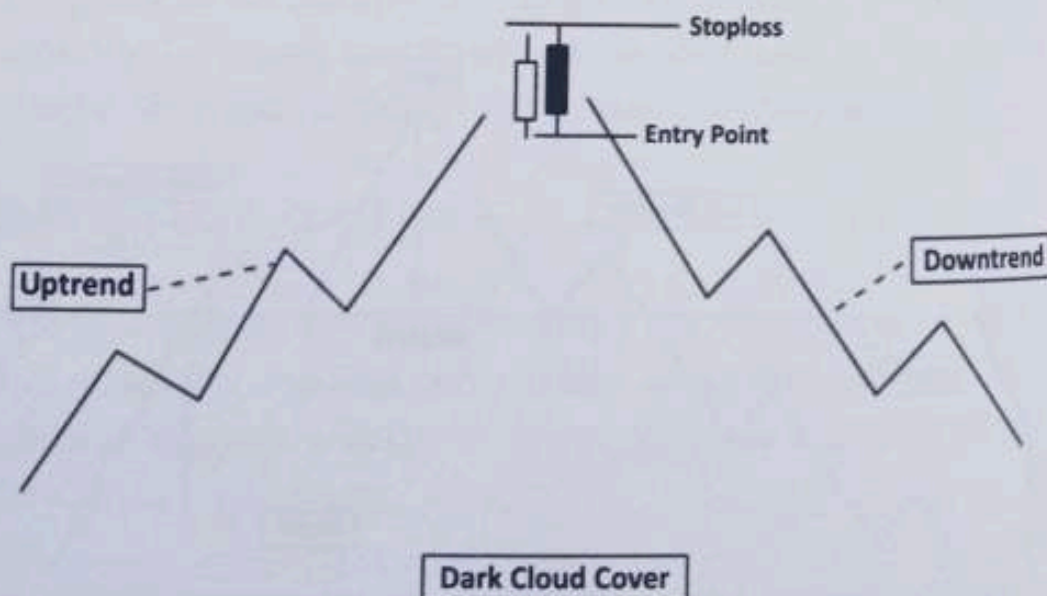 Stoploss
Entry Point
Uptrend
Downtrend
Dark Cloud Cover